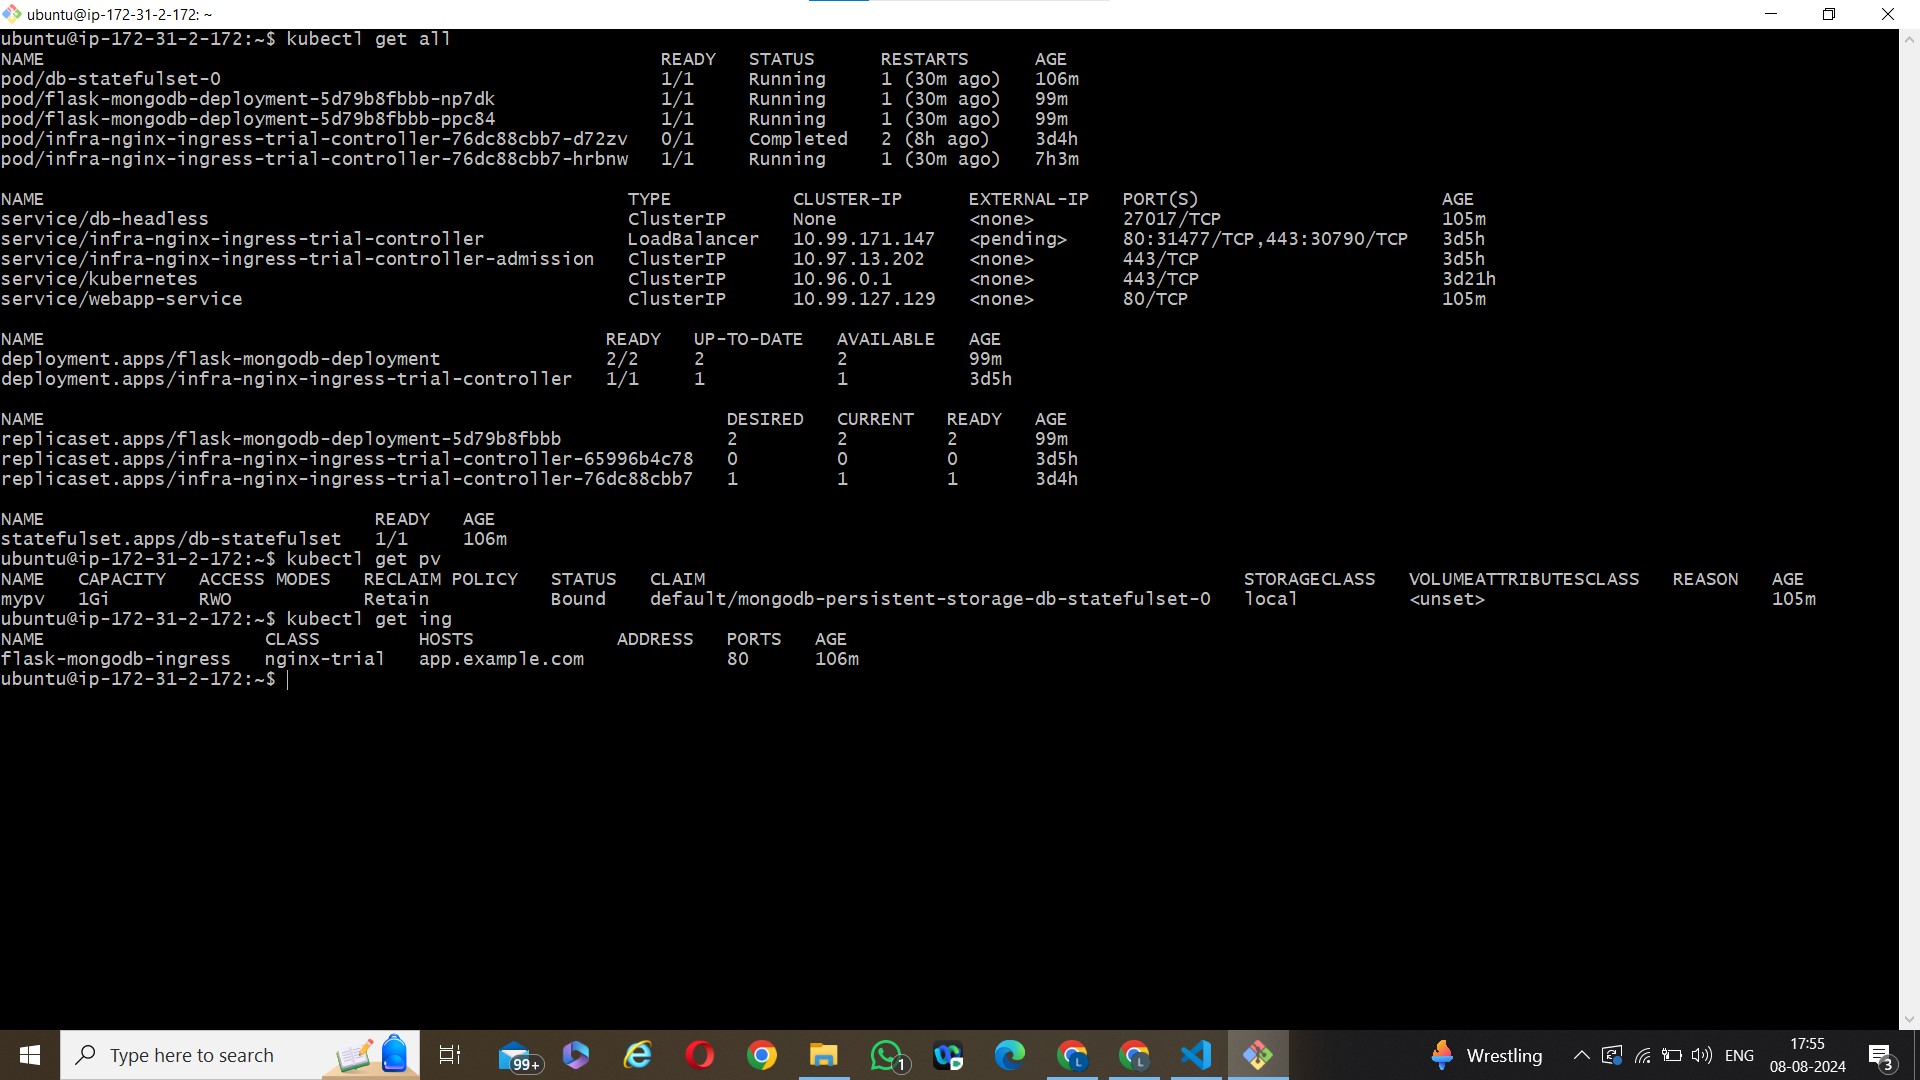 ubuntu@ip-172-31-2-172: ~
ubuntu@ip-172-31-2-172:~$ kubectl get all
NAME READY STATUS RESTARTS AGE
pod/db-statefulset-0 1/1 Running 1 (30m ago) 106m
pod/flask-mongodb-deployment-5d79b8fbbb-np7dk 1/1 Running 1 (30m ago) 99m
pod/flask-mongodb-deployment-5d79b8fbbb-ppc84 1/1 Running 1 (30m ago) 99m
pod/infra-nginx-ingress-trial-controller-76dc88cbb7-d72zv 0/1 Completed 2 (8h ago) 3d4h
pod/infra-nginx-ingress-trial-controller-76dc88cbb7-hrbnw 1/1 Running 1 (30m ago) 7h3m
NAME TYPE CLUSTER-IP EXTERNAL-IP PORT(S) AGE
service/db-headless ClusterIP None <none> 27017/TCP 105m
service/infra-nginx-ingress-trial-controller LoadBalancer 10.99.171.147 <pending> 80:31477/TCP,443:30790/TCP 3d5h
service/infra-nginx-ingress-trial-controller-admission ClusterIP 10.97.13.202 <none> 443/TCP 3d5h
service/kubernetes ClusterIP 10.96.0.1 <none> 443/TCP 3d21h
service/webapp-service ClusterIP 10.99.127.129 <none> 80/TCP 105m
NAME READY UP-TO-DATE AVAILABLE AGE
deployment.apps/flask-mongodb-deployment 2/2 2 2 99m
deployment.apps/infra-nginx-ingress-trial-controller 1/1 1 1 3d5h
NAME DESIRED CURRENT READY AGE
replicaset.apps/flask-mongodb-deployment-5d79b8fbbb 2 2 2 99m
replicaset.apps/infra-nginx-ingress-trial-controller-65996b4c78 0 0 0 3d5h
replicaset.apps/infra-nginx-ingress-trial-controller-76dc88cbb7 1 1 1 3d4h
NAME READY AGE
statefulset.apps/db-statefulset 1/1 106m
ubuntu@ip-172-31-2-172:~$ kubectl get pv
NAME CAPACITY ACCESS MODES RECLAIM POLICY STATUS CLAIM STORAGECLASS VOLUMEATTRIBUTESCLASS REASON AGE
mypv 1Gi RWO Retain Bound default/mongodb-persistent-storage-db-statefulset-0 local <unset> 105m
ubuntu@ip-172-31-2-172:~$ kubectl get ing
NAME CLASS HOSTS ADDRESS PORTS AGE
flask-mongodb-ingress nginx-trial app.example.com 80 106m
ubuntu@ip-172-31-2-172:~$
Type here to search 99+ 1 L L Wrestling ENG 17:55
08-08-2024 3